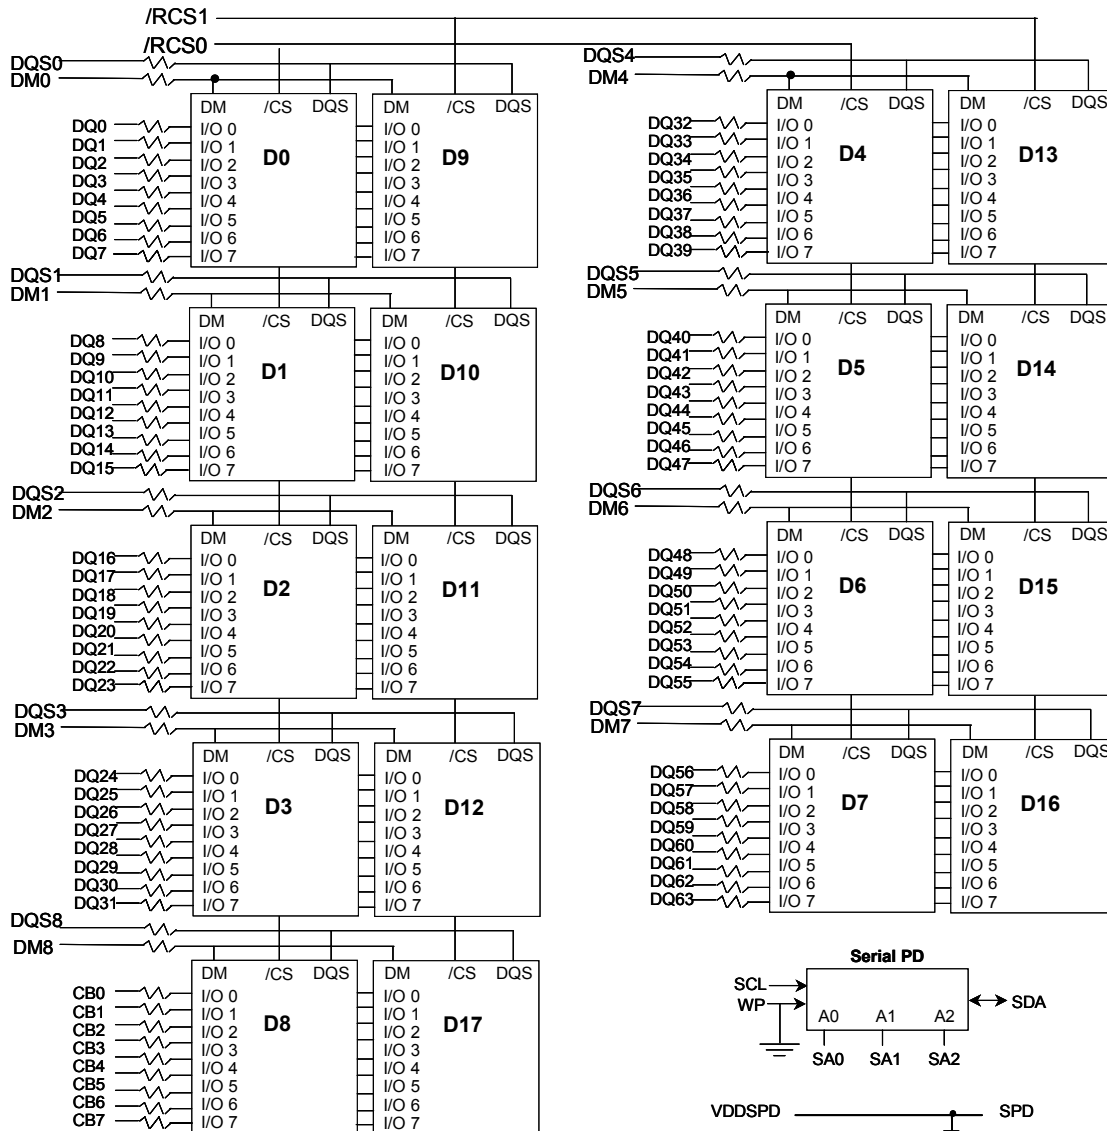 /RCS1
/RCS0
DQS0
DM0
DM /CS DQS DM /CS DQS
DQ0 I/O 0 I/O 0
DQ1 I/O 1 I/O 1
DQ2 I/O 2 I/O 2
DQ3 I/O 3 I/O 3
DQ4 I/O 4 I/O 4
DQ5 I/O 5 I/O 5
DQ6 I/O 6 I/O 6
DQ7 I/O 7 I/O 7
D0 D9
DQS1
DM1
DM /CS DQS DM /CS DQS
DQ8 I/O 0 I/O 0
DQ9 I/O 1 I/O 1
DQ10 I/O 2 I/O 2
DQ11 I/O 3 I/O 3
DQ12 I/O 4 I/O 4
DQ13 I/O 5 I/O 5
DQ14 I/O 6 I/O 6
DQ15 I/O 7 I/O 7
D1 D10
DQS2
DM2
DM /CS DQS DM /CS DQS
DQ16 I/O 0 I/O 0
DQ17 I/O 1 I/O 1
DQ18 I/O 2 I/O 2
DQ19 I/O 3 I/O 3
DQ20 I/O 4 I/O 4
DQ21 I/O 5 I/O 5
DQ22 I/O 6 I/O 6
DQ23 I/O 7 I/O 7
D2 D11
DQS3
DM3
DM /CS DQS DM /CS DQS
DQ24 I/O 0 I/O 0
DQ25 I/O 1 I/O 1
DQ26 I/O 2 I/O 2
DQ27 I/O 3 I/O 3
DQ28 I/O 4 I/O 4
DQ29 I/O 5 I/O 5
DQ30 I/O 6 I/O 6
DQ31 I/O 7 I/O 7
D3 D12
DQS8
DM8
DM /CS DQS DM /CS DQS
CB0 I/O 0 I/O 0
CB1 I/O 1 I/O 1
CB2 I/O 2 I/O 2
CB3 I/O 3 I/O 3
CB4 I/O 4 I/O 4
CB5 I/O 5 I/O 5
CB6 I/O 6 I/O 6
CB7 I/O 7 I/O 7
D8 D17
DQS4
DM4
DM /CS DQS DM /CS DQS
DQ32 I/O 0 I/O 0
DQ33 I/O 1 I/O 1
DQ34 I/O 2 I/O 2
DQ35 I/O 3 I/O 3
DQ36 I/O 4 I/O 4
DQ37 I/O 5 I/O 5
DQ38 I/O 6 I/O 6
DQ39 I/O 7 I/O 7
D4 D13
DQS5
DM5
DM /CS DQS DM /CS DQS
DQ40 I/O 0 I/O 0
DQ41 I/O 1 I/O 1
DQ42 I/O 2 I/O 2
DQ43 I/O 3 I/O 3
DQ44 I/O 4 I/O 4
DQ45 I/O 5 I/O 5
DQ46 I/O 6 I/O 6
DQ47 I/O 7 I/O 7
D5 D14
DQS6
DM6
DM /CS DQS DM /CS DQS
DQ48 I/O 0 I/O 0
DQ49 I/O 1 I/O 1
DQ50 I/O 2 I/O 2
DQ51 I/O 3 I/O 3
DQ52 I/O 4 I/O 4
DQ53 I/O 5 I/O 5
DQ54 I/O 6 I/O 6
DQ55 I/O 7 I/O 7
D6 D15
DQS7
DM7
DM /CS DQS DM /CS DQS
DQ56 I/O 0 I/O 0
DQ57 I/O 1 I/O 1
DQ58 I/O 2 I/O 2
DQ59 I/O 3 I/O 3
DQ60 I/O 4 I/O 4
DQ61 I/O 5 I/O 5
DQ62 I/O 6 I/O 6
DQ63 I/O 7 I/O 7
D7 D16
Serial PD
SCL
WP
SDA
A0 A1 A2
SA0 SA1 SA2
VDDSPD SPD